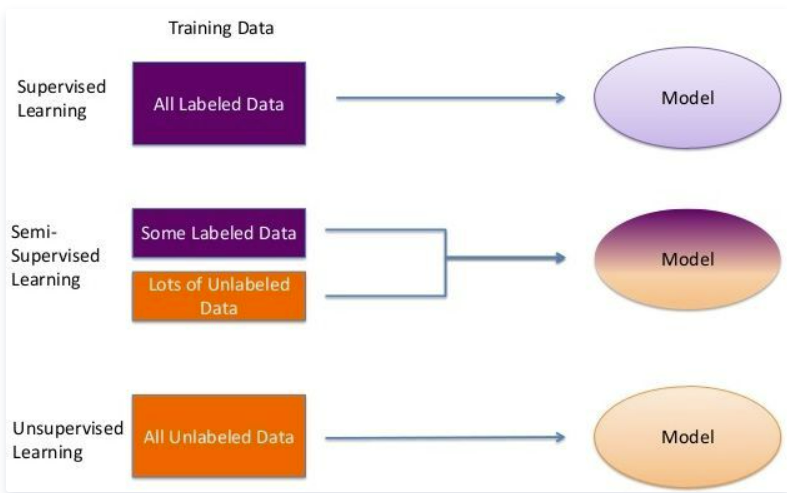 Training Data
Supervised
Learning
All Labeled Data
Model
Semi-
Supervised
Learning
Some Labeled Data
Lots of Unlabeled
Data
Model
Unsupervised
Learning
All Unlabeled Data
Model